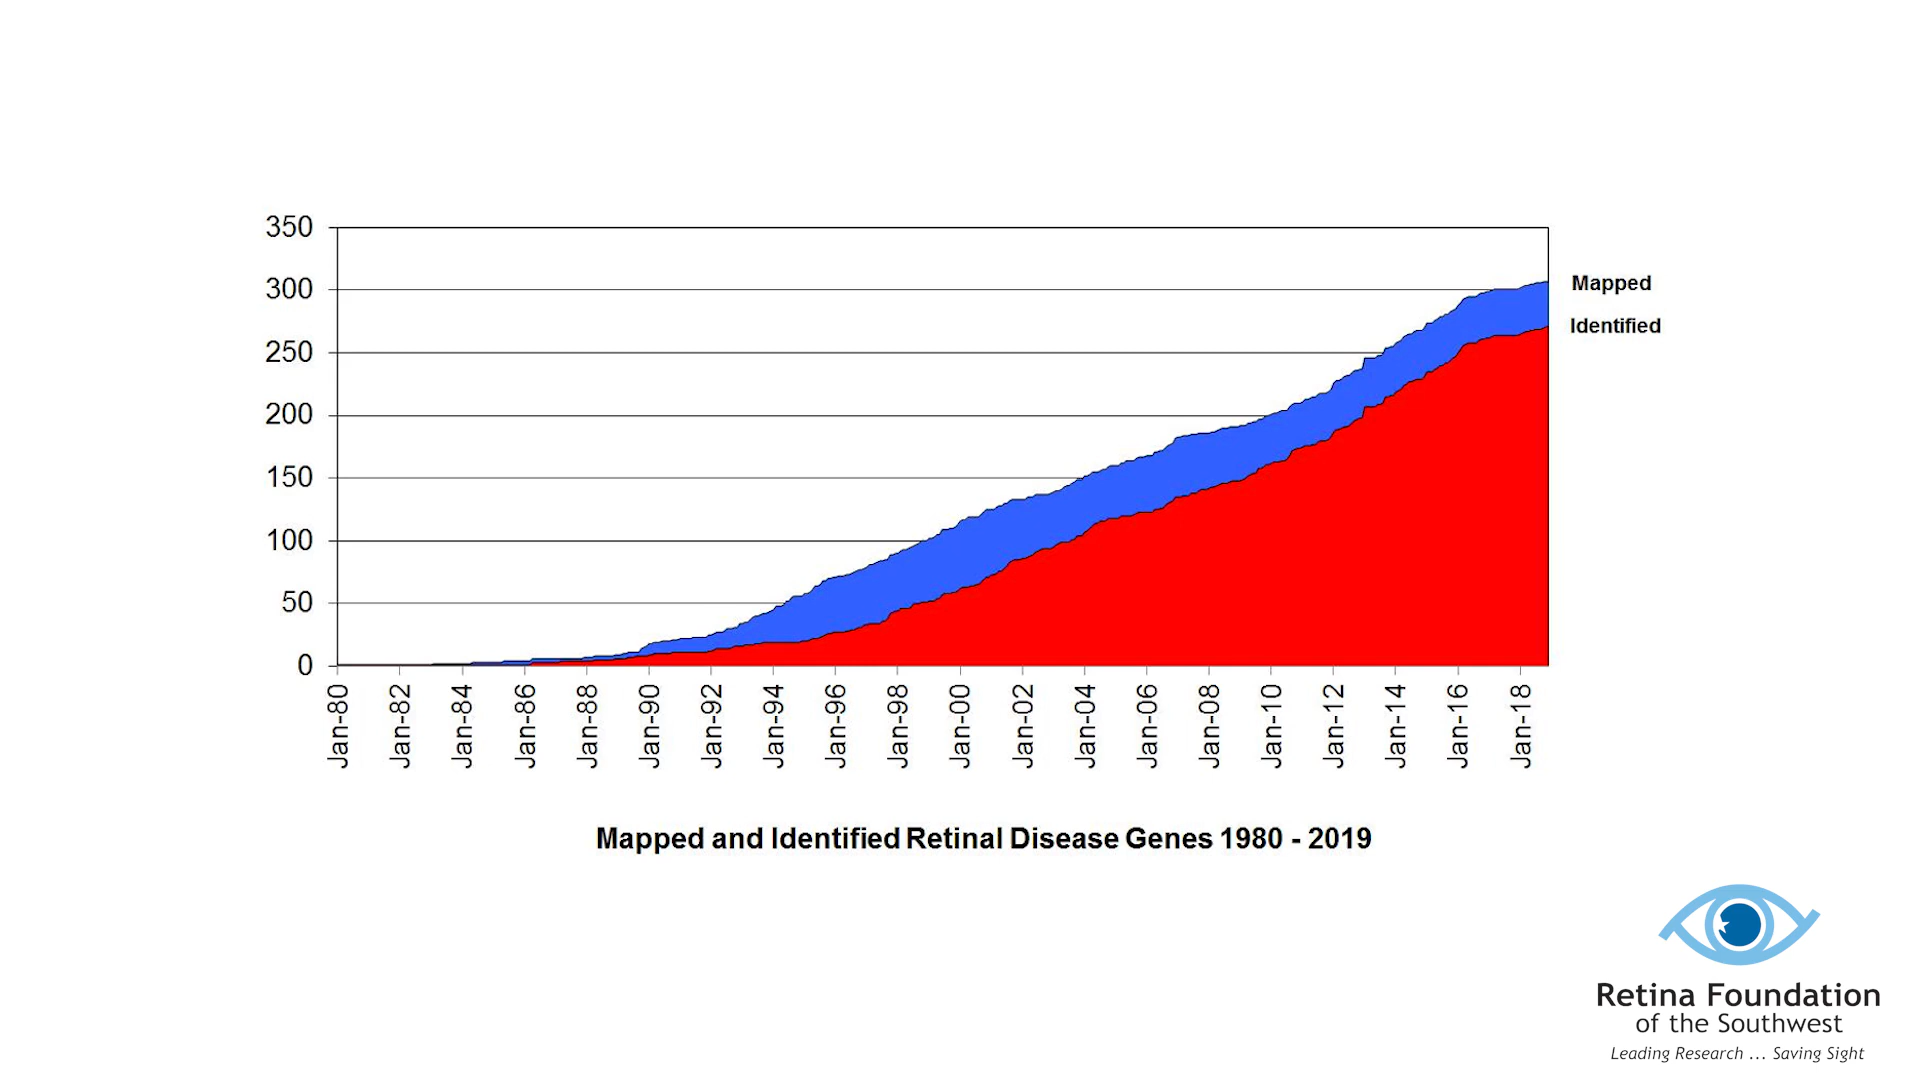 350
300
250
200
150
100
50
0
Mapped
Identified
Jan-80
Jan-82
Jan-84
Jan-86
Jan-88
Jan-90
Jan-92
Jan-94
Jan-96
Jan-98
Jan-00
Jan-02
Jan-04
Jan-06
Jan-08
Jan-10
Jan-12
Jan-14
Jan-16
Jan-18
Mapped and Identified Retinal Disease Genes 1980 - 2019
Retina Foundation
of the Southwest
Leading Research ... Saving Sight